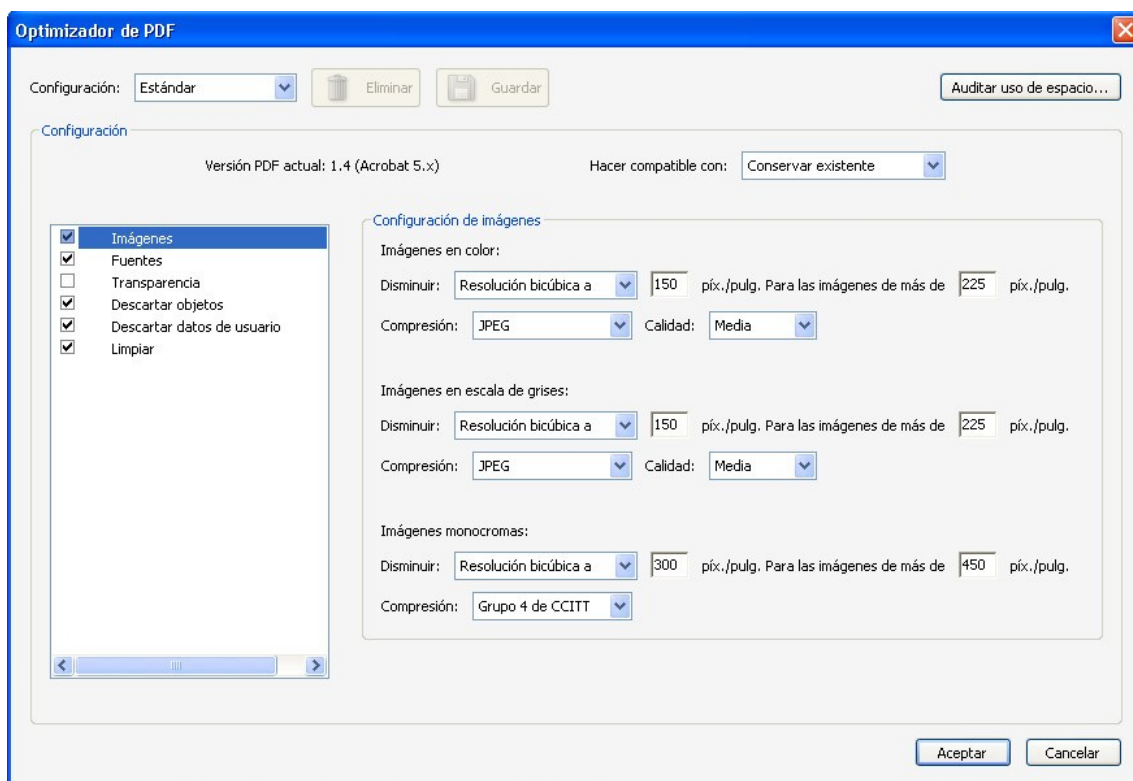 Optimizador de PDF
Configuración: Estándar Eliminar Guardar Auditar uso de espacio...
Configuración
Versión PDF actual: 1.4 (Acrobat 5.x) Hacer compatible con: Conservar existente
Imágenes
Fuentes
Transparencia
Descartar objetos
Descartar datos de usuario
Limpiar
Configuración de imágenes
Imágenes en color:
Disminuir: Resolución bicúbica a 150 píx./pulg. Para las imágenes de más de 225 píx./pulg.
Compresión: JPEG Calidad: Media
Imágenes en escala de grises:
Disminuir: Resolución bicúbica a 150 píx./pulg. Para las imágenes de más de 225 píx./pulg.
Compresión: JPEG Calidad: Media
Imágenes monocromas:
Disminuir: Resolución bicúbica a 300 píx./pulg. Para las imágenes de más de 450 píx./pulg.
Compresión: Grupo 4 de CCITT
Aceptar Cancelar